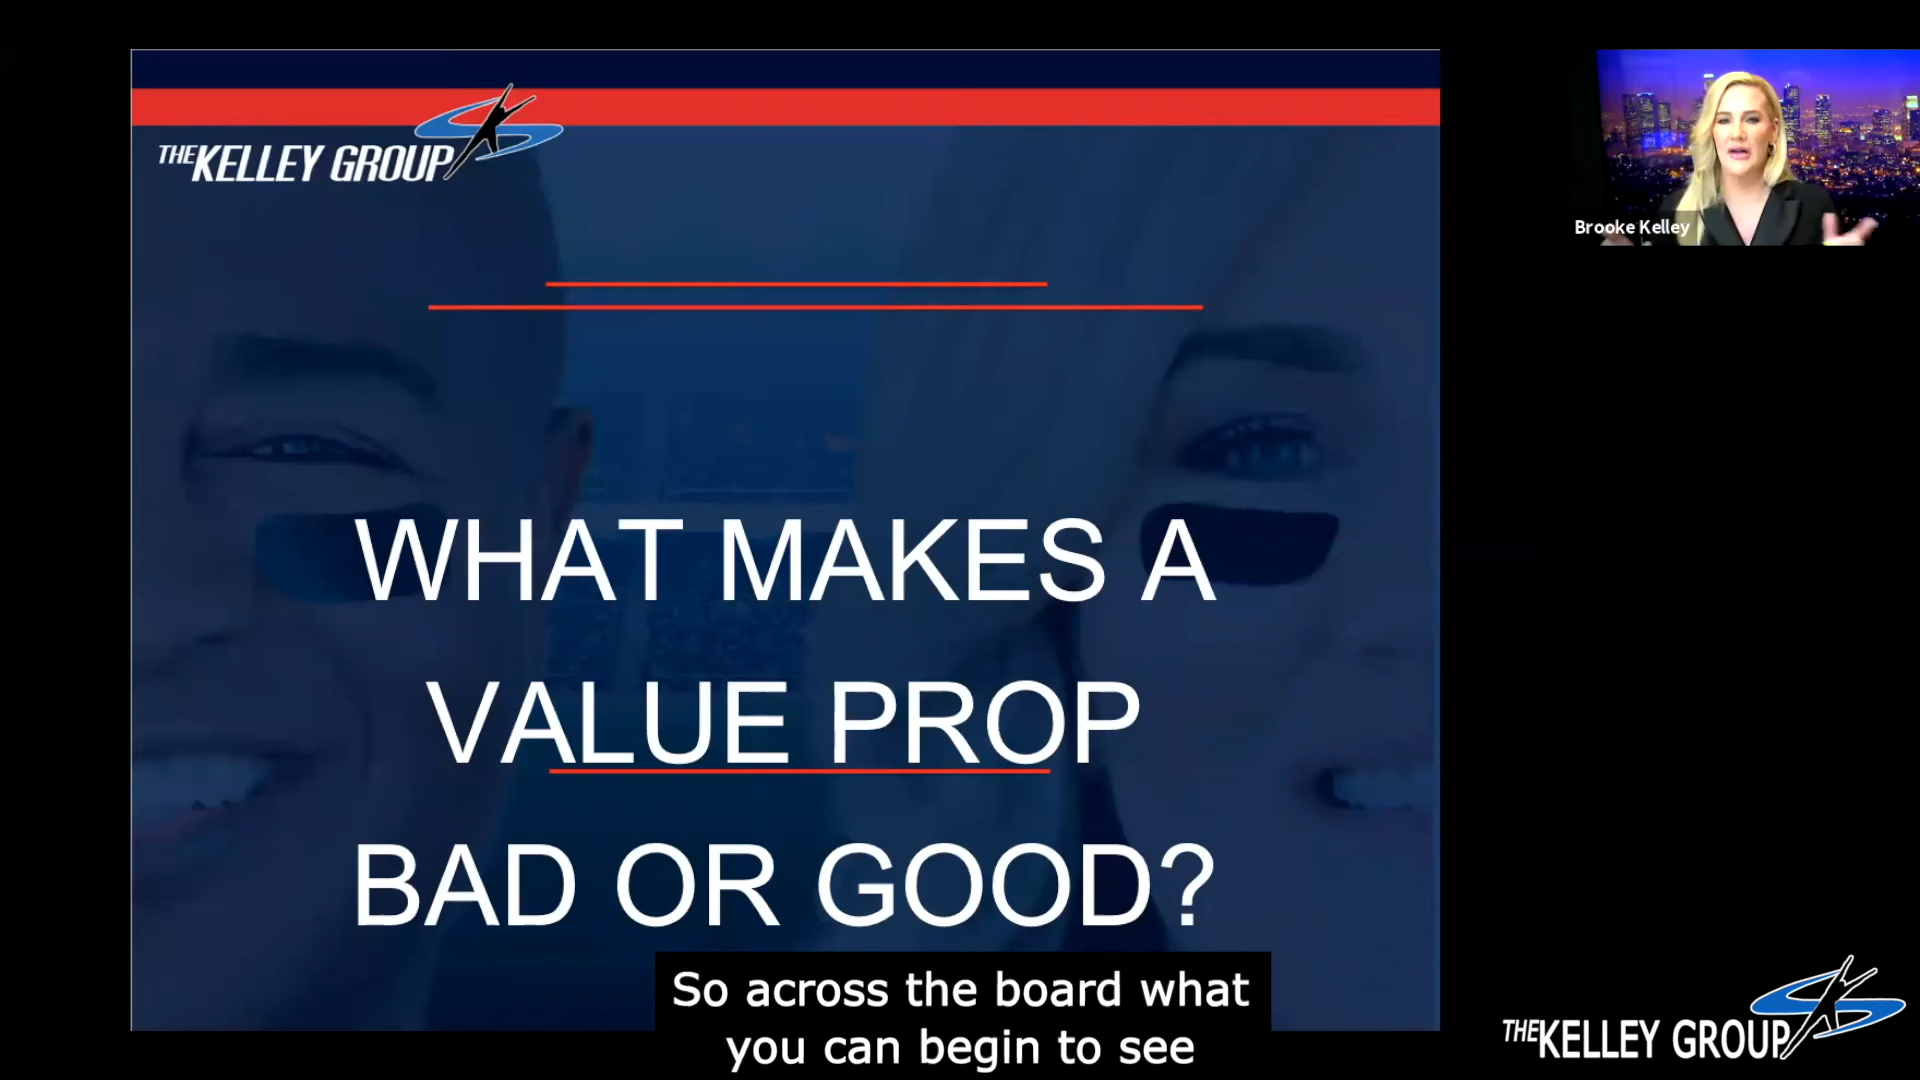 THE KELLEY GROUP
Brooke Kelley
WHAT MAKES A
VALUE PROP
BAD OR GOOD?
So across the board what
you can begin to see
THE KELLEY GROUP